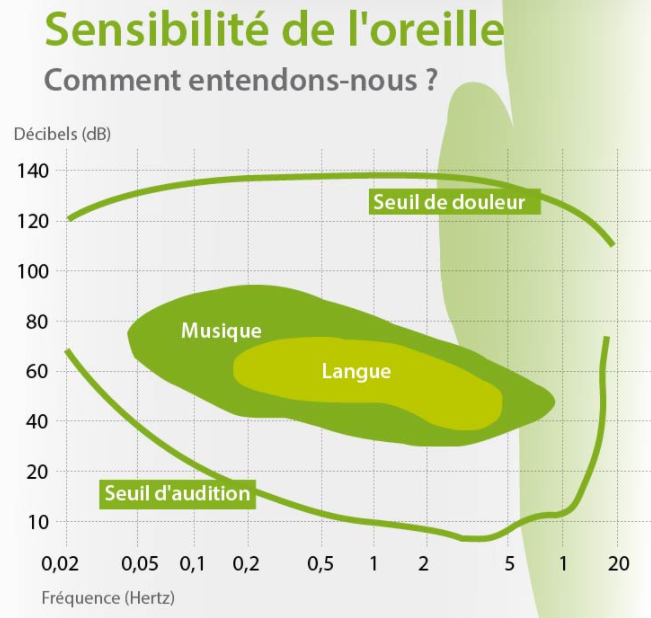 Sensibilité de l'oreille
Comment entendons-nous ?
Décibels (dB)
140
Seuil de douleur
120
100
80
Musique
60
Langue
40
20
Seuil d'audition
10
0,02 0,05 0,1 0,2 0,5 1 2 5 1 20
Fréquence (Hertz)